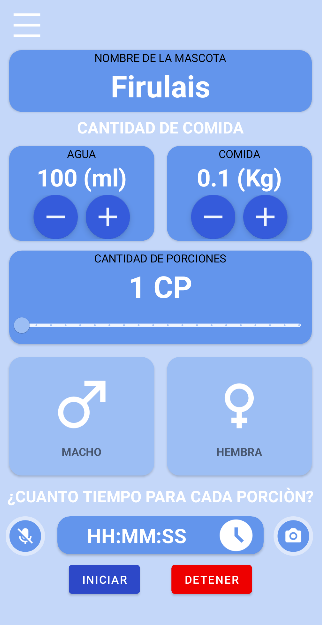 NOMBRE DE LA MASCOTA
Firulais
CANTIDAD DE COMIDA
AGUA
100 (ml)
COMIDA
0.1 (Kg)
CANTIDAD DE PORCIONES
1 CP
MACHO
HEMBRA
¿CUANTO TIEMPO PARA CADA PORCIÒN?
HH:MM:SS
INICIAR
DETENER